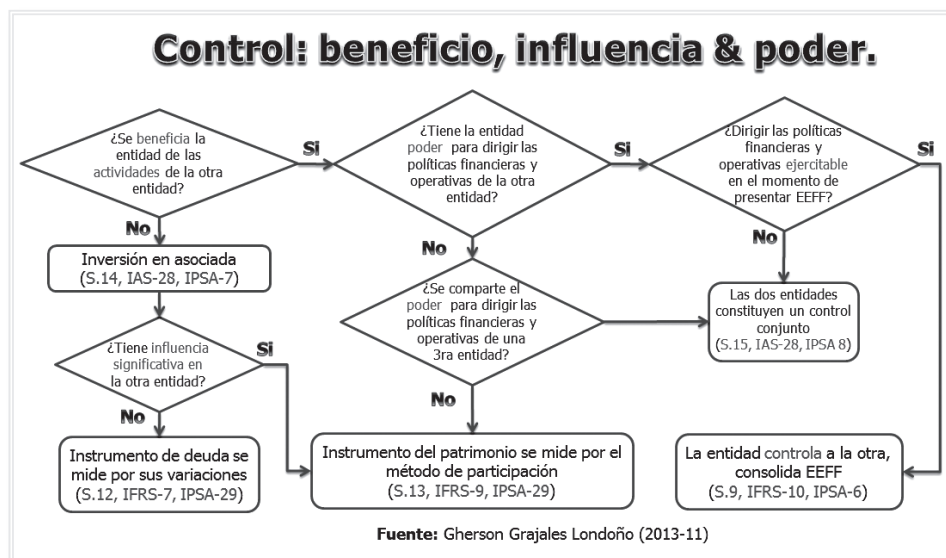 Control: beneficio, influencia & poder.
¿Se beneficia la
entidad de las
actividades de la otra
entidad?
Si
¿Tiene la entidad
poder para dirigir las
políticas financieras y
operativas de la otra
entidad?
Si
¿Dirigir las políticas
financieras y
operativas ejercitable
en el momento de
presentar EEFF?
Si
No
No
No
Inversión en asociada
(S.14, IAS-28, IPSA-7)
¿Se comparte el
poder para dirigir las
políticas financieras y
operativas de una
3ra entidad?
Las dos entidades
constituyen un control
conjunto
(S.15, IAS-28, IPSA 8)
¿Tiene influencia
significativa en
la otra entidad?
Si
No
No
Instrumento de deuda se
mide por sus variaciones
(S.12, IFRS-7, IPSA-29)
Instrumento del patrimonio se mide por el
método de participación
(S.13, IFRS-9, IPSA-29)
La entidad controla a la otra,
consolida EEFF
(S.9, IFRS-10, IPSA-6)
Fuente: Gherson Grajales Londoño (2013-11)